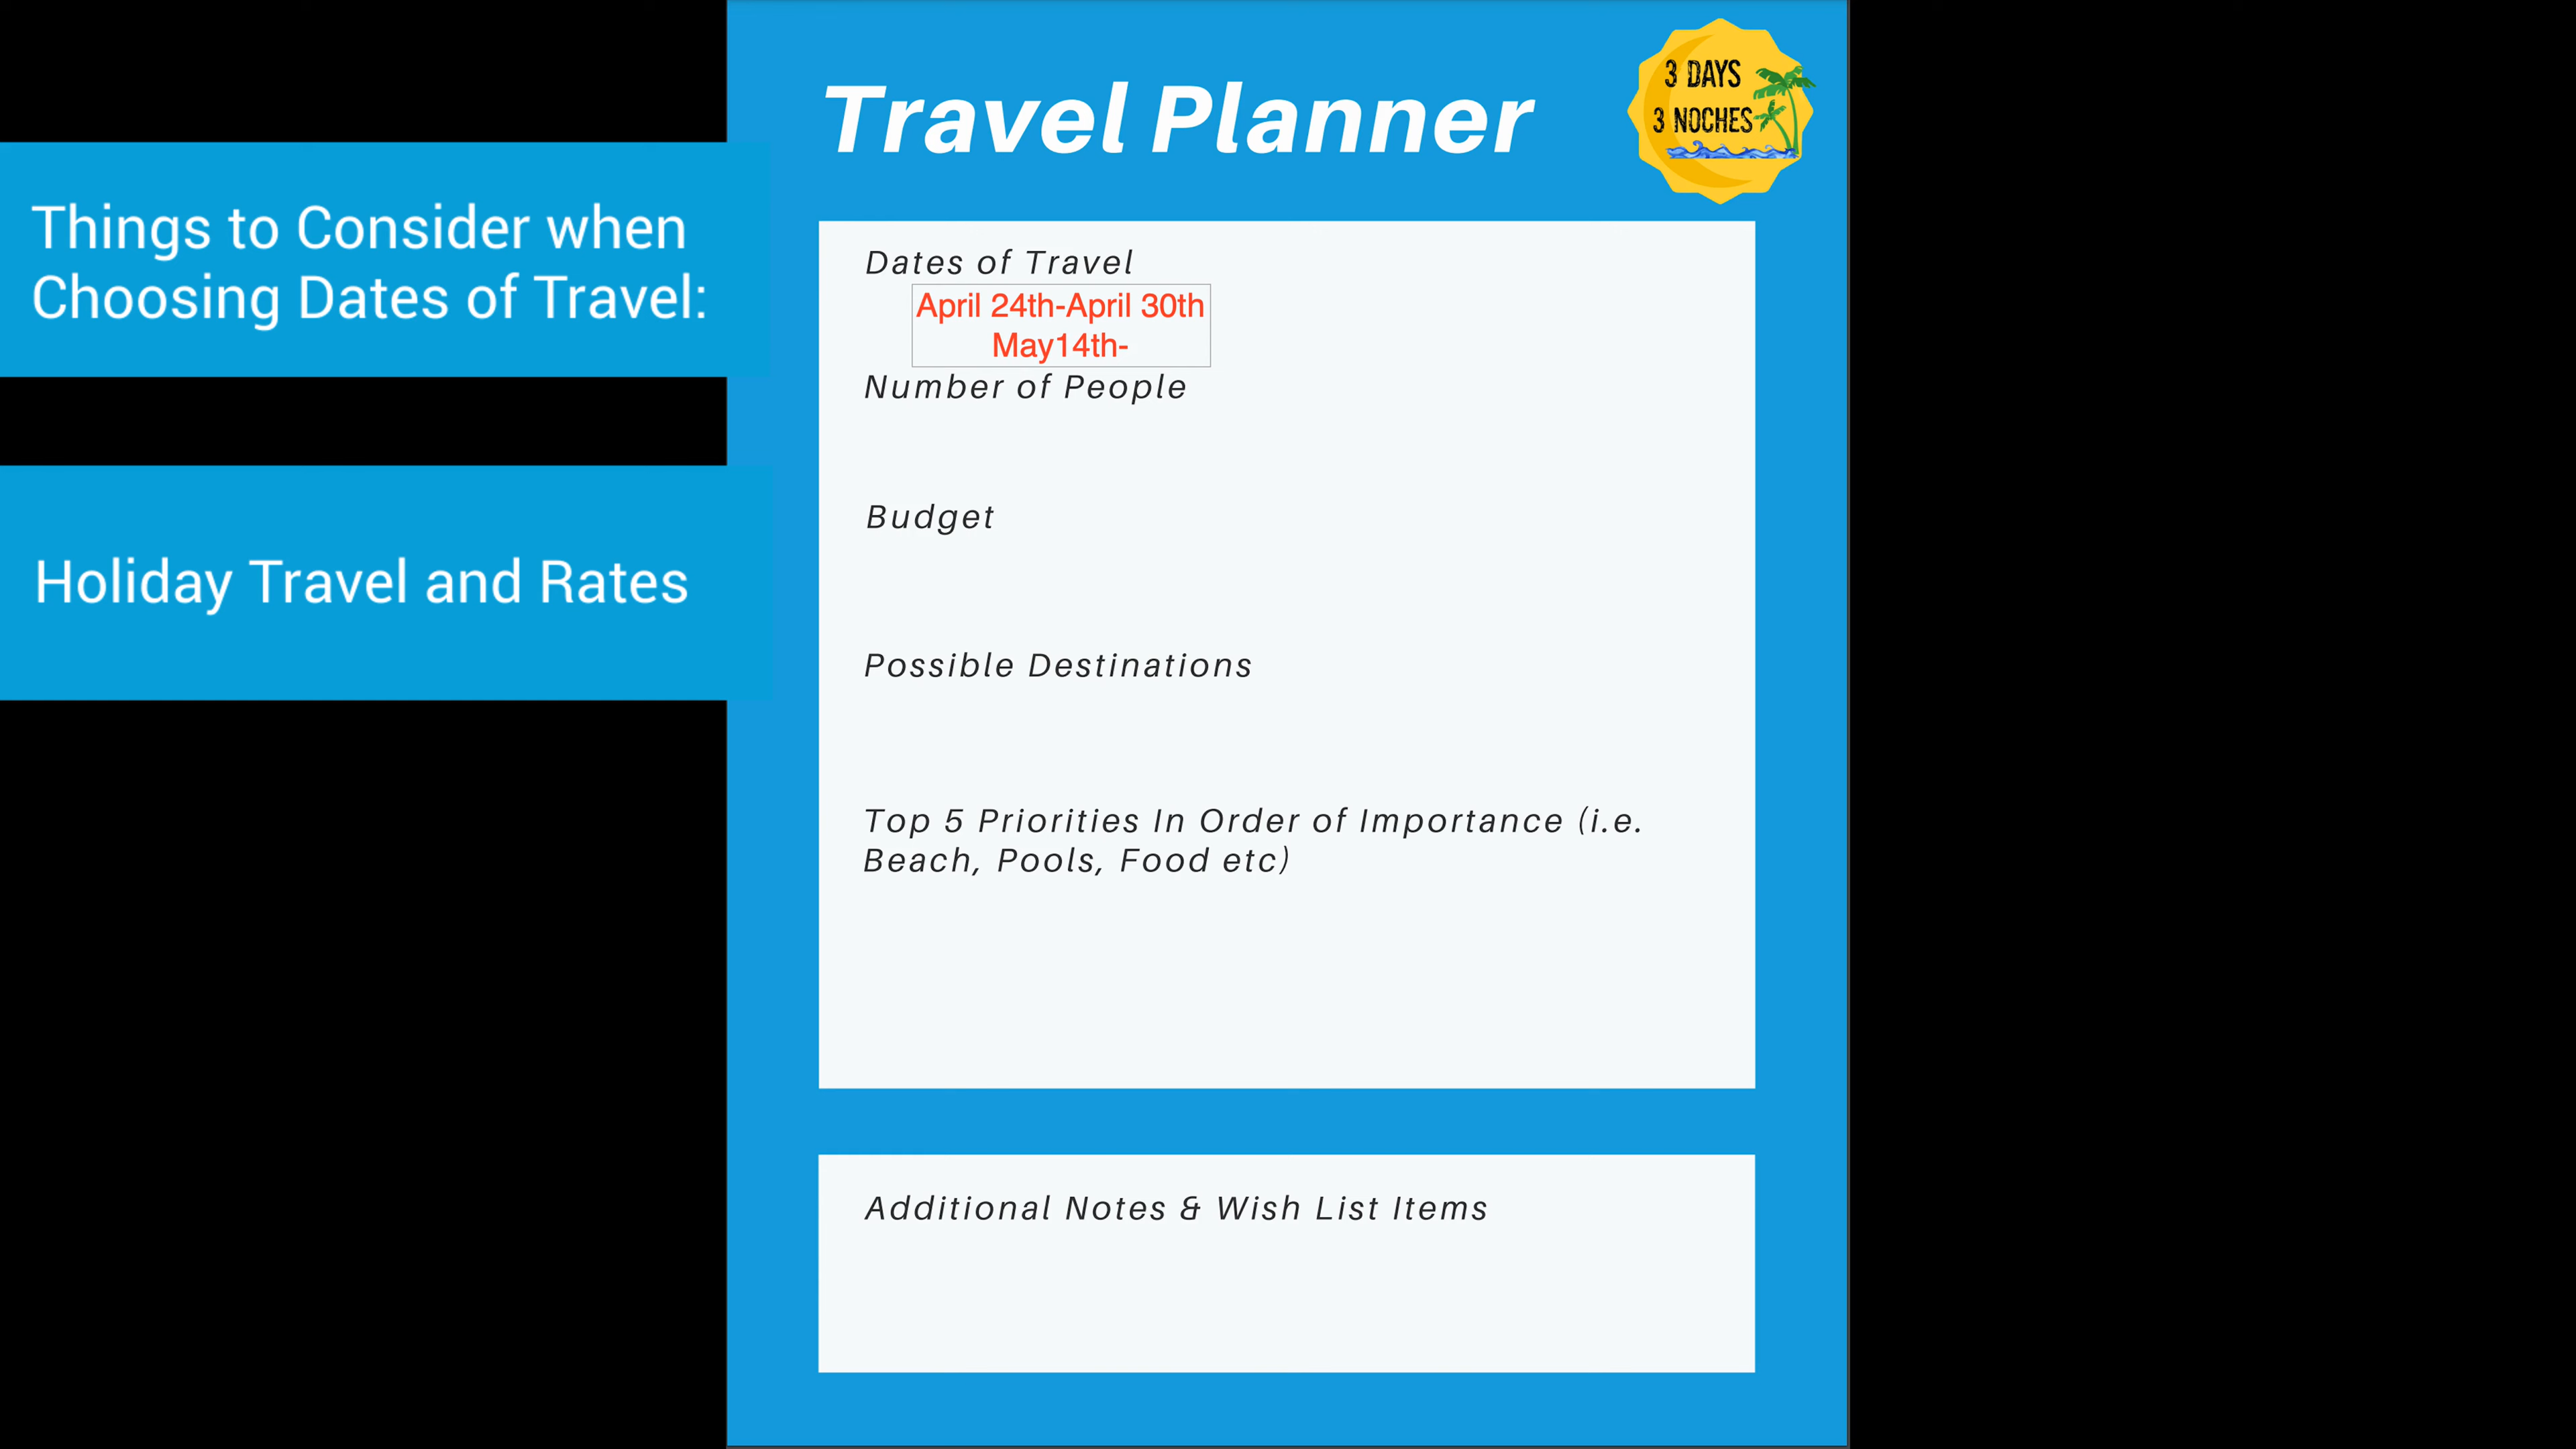 Things to Consider when
Choosing Dates of Travel:
Holiday Travel and Rates
Travel Planner
3 DAYS
3 NOCHES
Dates of Travel
April 24th-April 30th
May14th-
Number of People
Budget
Possible Destinations
Top 5 Priorities In Order of Importance (i.e.
Beach, Pools, Food etc)
Additional Notes & Wish List Items